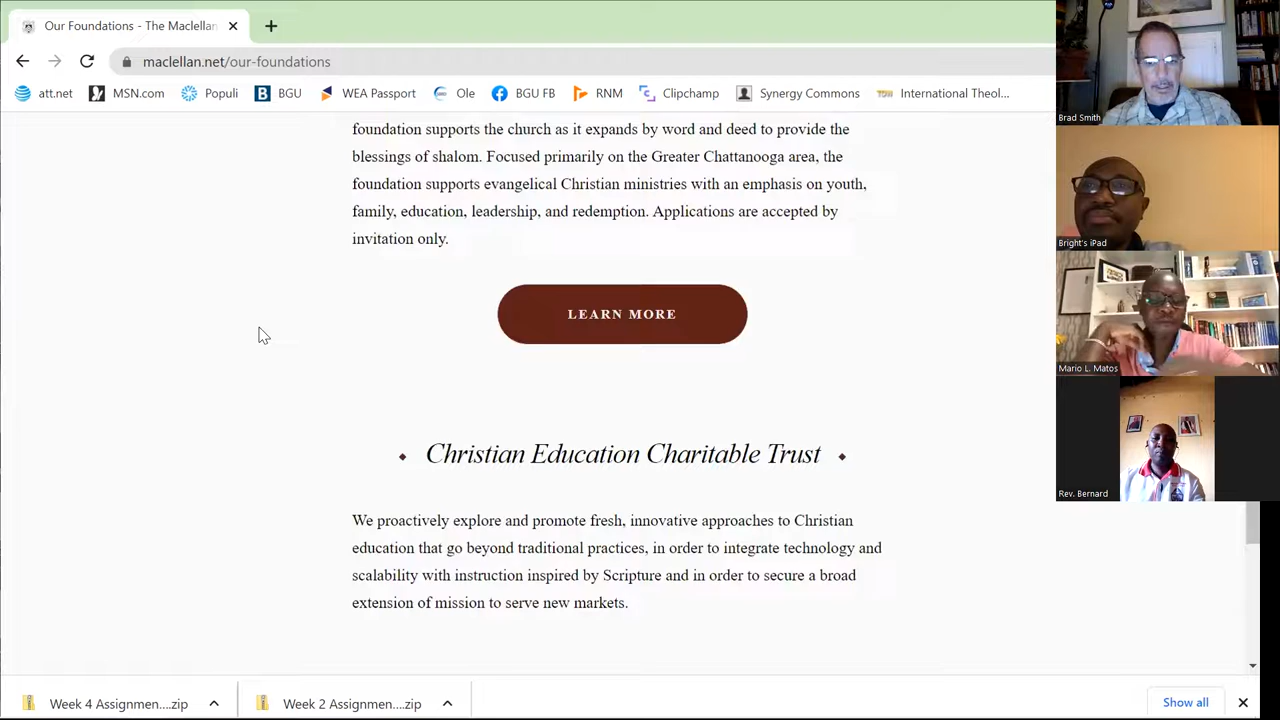 Our Foundations - The Maclellan
maclellan.net/our-foundations
att.net MSN.com Populi BGU WEA Passport OB BGU FB RNM Clipchamp Synergy Commons International Theol...
foundation supports the church as it expands by word and deed to provide the
blessings of shalom. Focused primarily on the Greater Chattanooga area, the
foundation supports evangelical Christian ministries with an emphasis on youth,
family, education, leadership, and redemption. Applications are accepted by
invitation only.
LEARN MORE
Christian Education Charitable Trust
We proactively explore and promote fresh, innovative approaches to Christian
education that go beyond traditional practices, in order to integrate technology and
scalability with instruction inspired by Scripture and in order to secure a broad
extension of mission to serve new markets.
Week 4 Assignmen....zip
Week 2 Assignmen....zip
Show all
Brad Smith
Bright's iPad
Mario L. Matos
Rev. Bernard